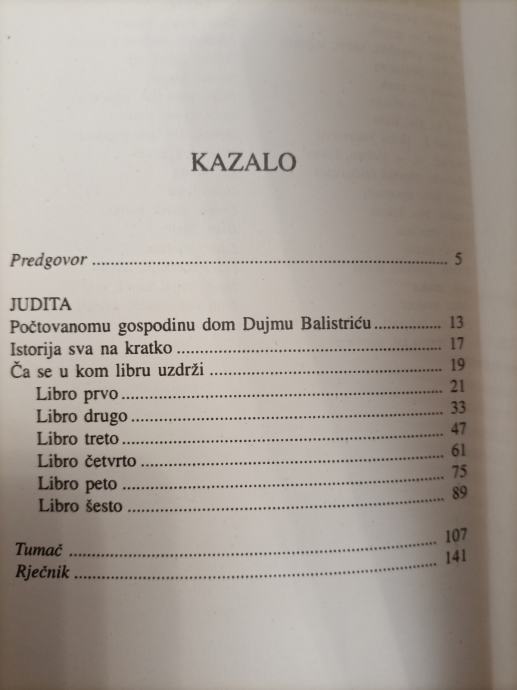 KAZALO
Predgovor ........................................................................ 5
JUDITA
Počtovanomu gospodinu dom Dujmu Balistriću ................ 13
Istorija sva na kratko ...................................................... 17
Ča se u kom libru uzdrži ................................................ 19
Libro prvo ................................................................ 21
Libro drugo ............................................................... 33
Libro treto ................................................................ 47
Libro četvrto ............................................................. 61
Libro peto ................................................................ 75
Libro šesto ............................................................... 89
Tumač ........................................................................ 107
Rječnik ...................................................................... 141